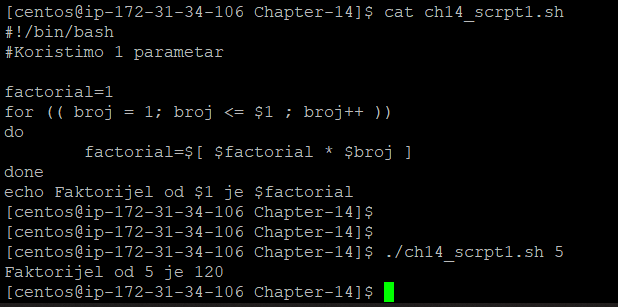 [centos@ip-172-31-34-106 Chapter-14]$ cat ch14_scrpt1.sh
#!/bin/bash
#Koristimo 1 parametar

factorial=1
for (( broj = 1; broj <= $1 ; broj++ ))
do
        factorial=$[ $factorial * $broj ]
done
echo Faktorijel od $1 je $factorial
[centos@ip-172-31-34-106 Chapter-14]$
[centos@ip-172-31-34-106 Chapter-14]$
[centos@ip-172-31-34-106 Chapter-14]$ ./ch14_scrpt1.sh 5
Faktorijel od 5 je 120
[centos@ip-172-31-34-106 Chapter-14]$